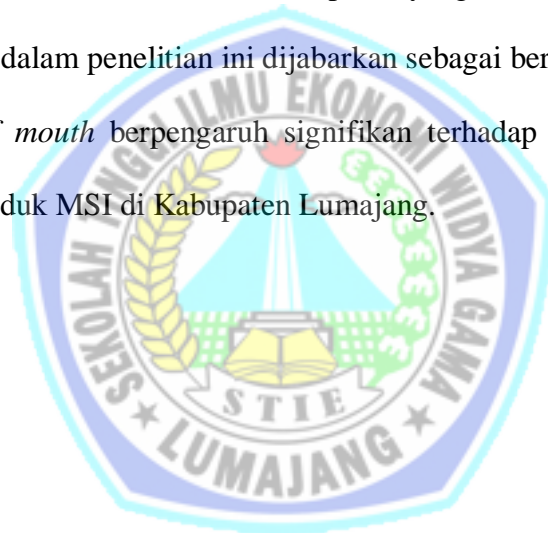 dalam penelitian ini dijabarkan sebagai ber
mouth berpengaruh signifikan terhadap
duk MSI di Kabupaten Lumajang.
SEKOLAH TINGGI ILMU EKONOMI WIDYA GAMA
STIE
LUMAJANG